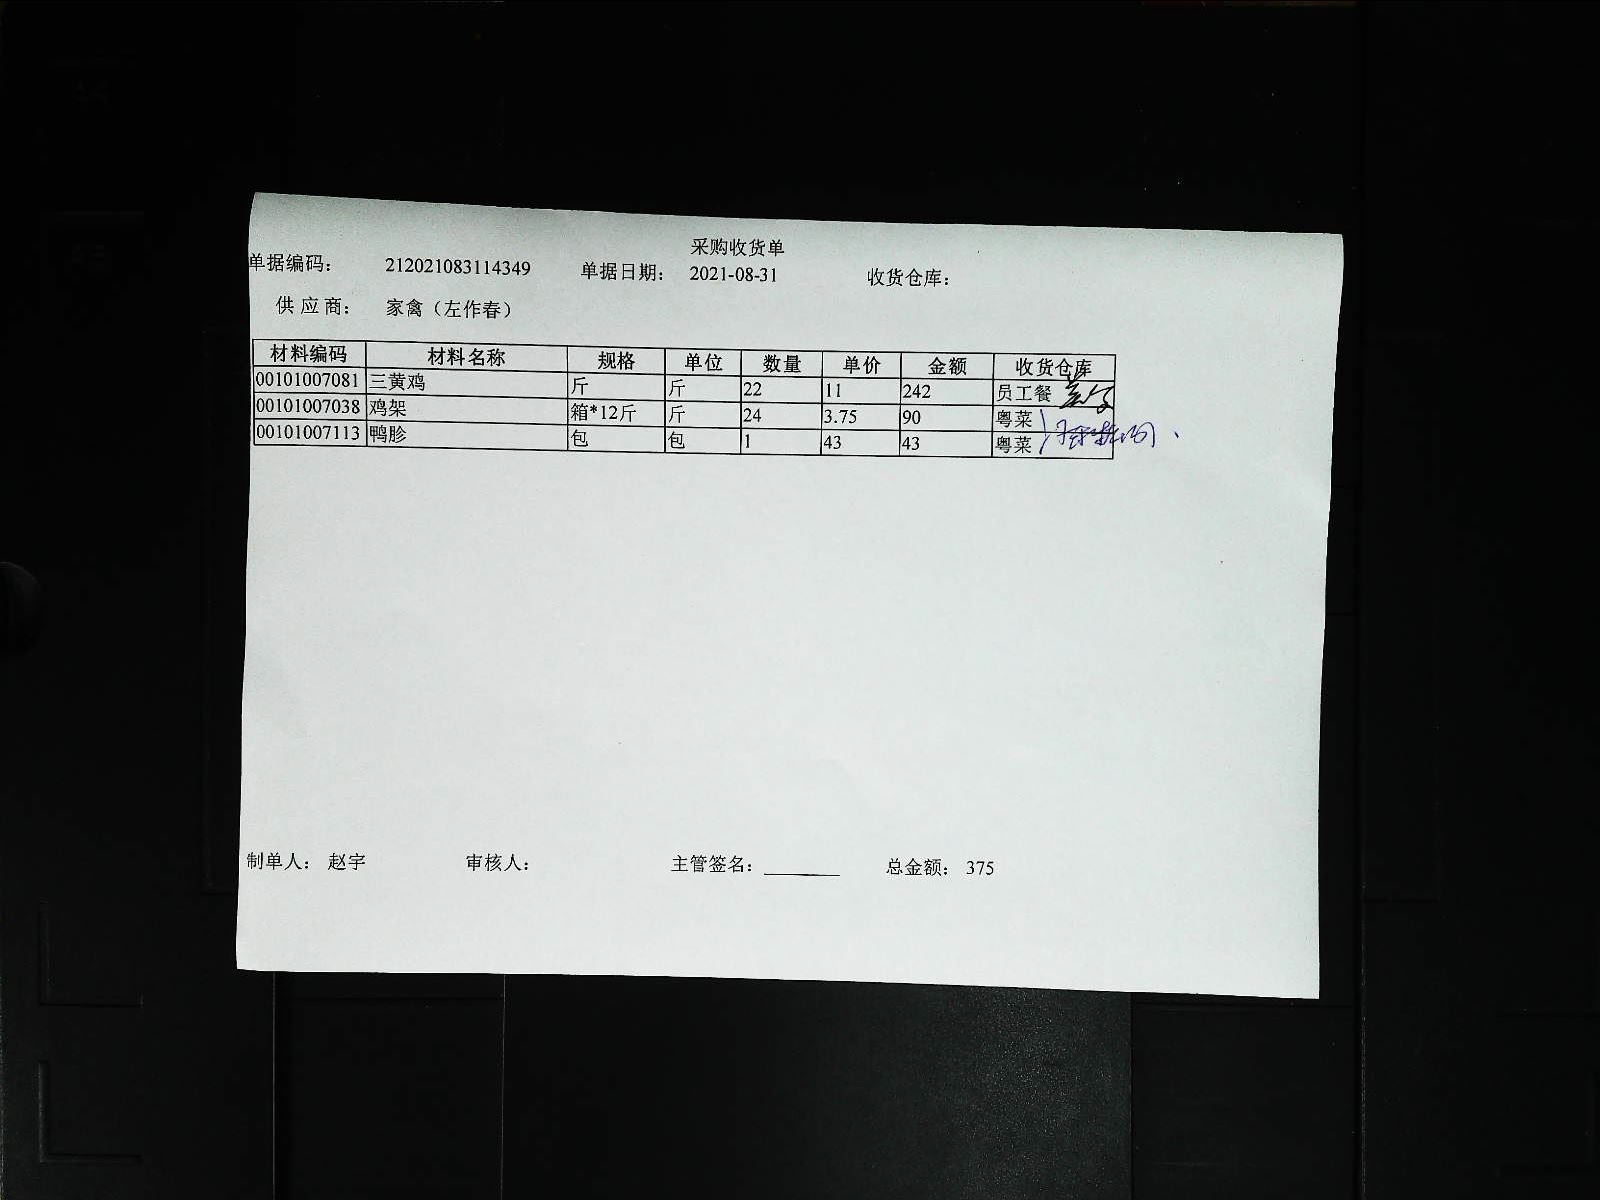 采购收货单
单据编码： 212021083114349 单据日期： 2021-08-31 收货仓库：
供应商： 家禽（左作春）
材料编码 材料名称 规格 单位 数量 单价 金额 收货仓库
00101007081 三黄鸡 斤 斤 22 11 242 员工餐
00101007038 鸡架 箱*12斤 斤 24 3.75 90 粤菜
00101007113 鸭胗 包 包 1 43 43 粤菜
制单人： 赵宇 审核人： 主管签名： 总金额： 375